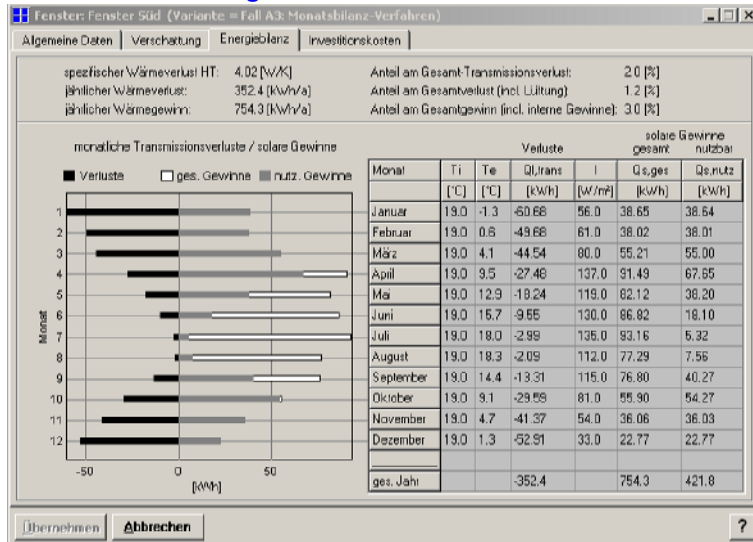 Fenster: Fenster Süd (Variante = Fall A3: Monatsbilanz-Verfahren)
Allgemeine Daten Verschattung Energiebilanz Investitionskosten
spezifischer Wärmeverlust HT: 4.02 [W/K]
jährlicher Wärmeverlust: 352.4 [kWh/a]
jährlicher Wärmegewinn: 754.3 [kWh/a]
Anteil am Gesamt-Transmissionsverlust: 2.0 [%]
Anteil am Gesamtverlust (incl. Lüftung): 1.2 [%]
Anteil am Gesamtgewinn (incl. interne Gewinne): 3.0 [%]
monatliche Transmissionsverluste / solare Gewinne
Verluste ges. Gewinne nutz. Gewinne
Monat
1
2
3
4
5
6
7
8
9
10
11
12
-50 0 50
[kWh]
solare Gewinne
Verluste gesamt nutzbar
Monat Ti Te Ql,trans I Qs,ges Qs,nutz
[°C] [°C] [kWh] [W/m²] [kWh] [kWh]
Januar 19.0 -1.3 -60.68 56.0 38.65 38.64
Februar 19.0 0.6 -49.68 61.0 38.02 38.01
März 19.0 4.1 -44.54 80.0 55.21 55.00
April 19.0 9.5 -27.48 137.0 91.49 67.65
Mai 19.0 12.9 -18.24 119.0 82.12 38.20
Juni 19.0 15.7 -9.55 130.0 86.82 18.10
Juli 19.0 18.0 -2.99 135.0 93.16 5.32
August 19.0 18.3 -2.09 112.0 77.29 7.56
September 19.0 14.4 -13.31 115.0 76.80 40.27
Oktober 19.0 9.1 -29.59 81.0 55.90 54.27
November 19.0 4.7 -41.37 54.0 36.06 36.03
Dezember 19.0 1.3 -52.91 33.0 22.77 22.77
ges. Jahr -352.4 754.3 421.8
Übernehmen Abbrechen ?